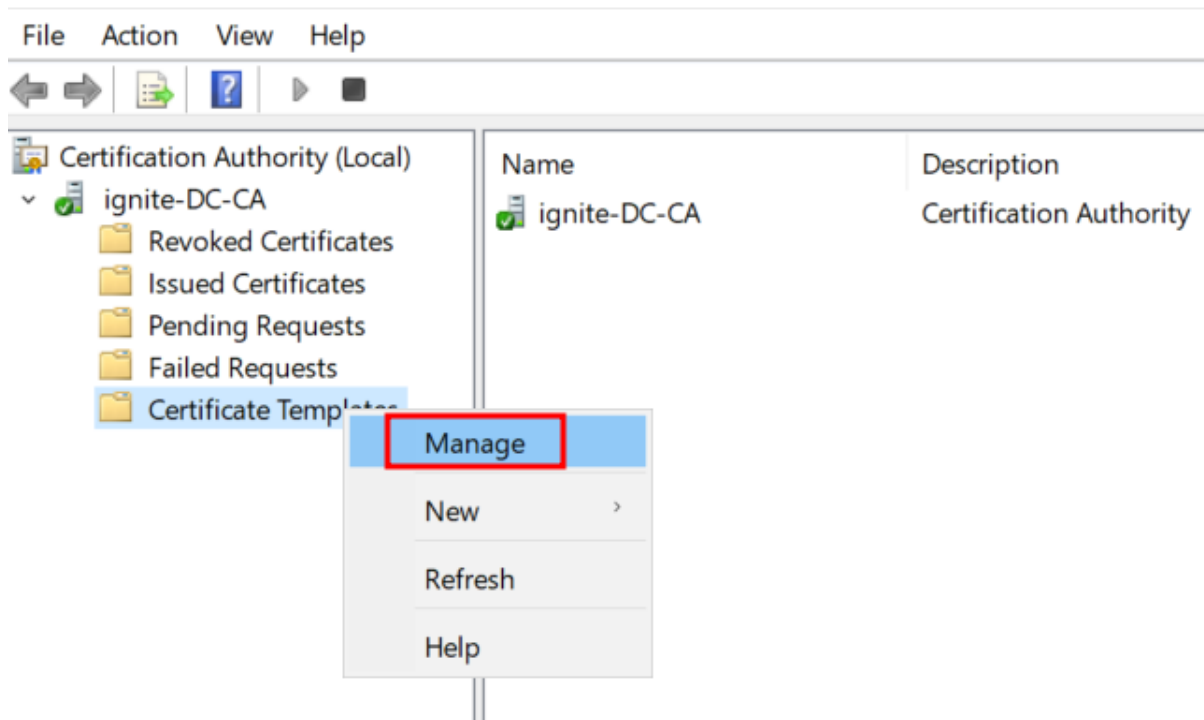 File Action View Help
Certification Authority (Local)
ignite-DC-CA
Revoked Certificates
Issued Certificates
Pending Requests
Failed Requests
Certificate Templates
Name Description
ignite-DC-CA Certification Authority
Manage
New
Refresh
Help